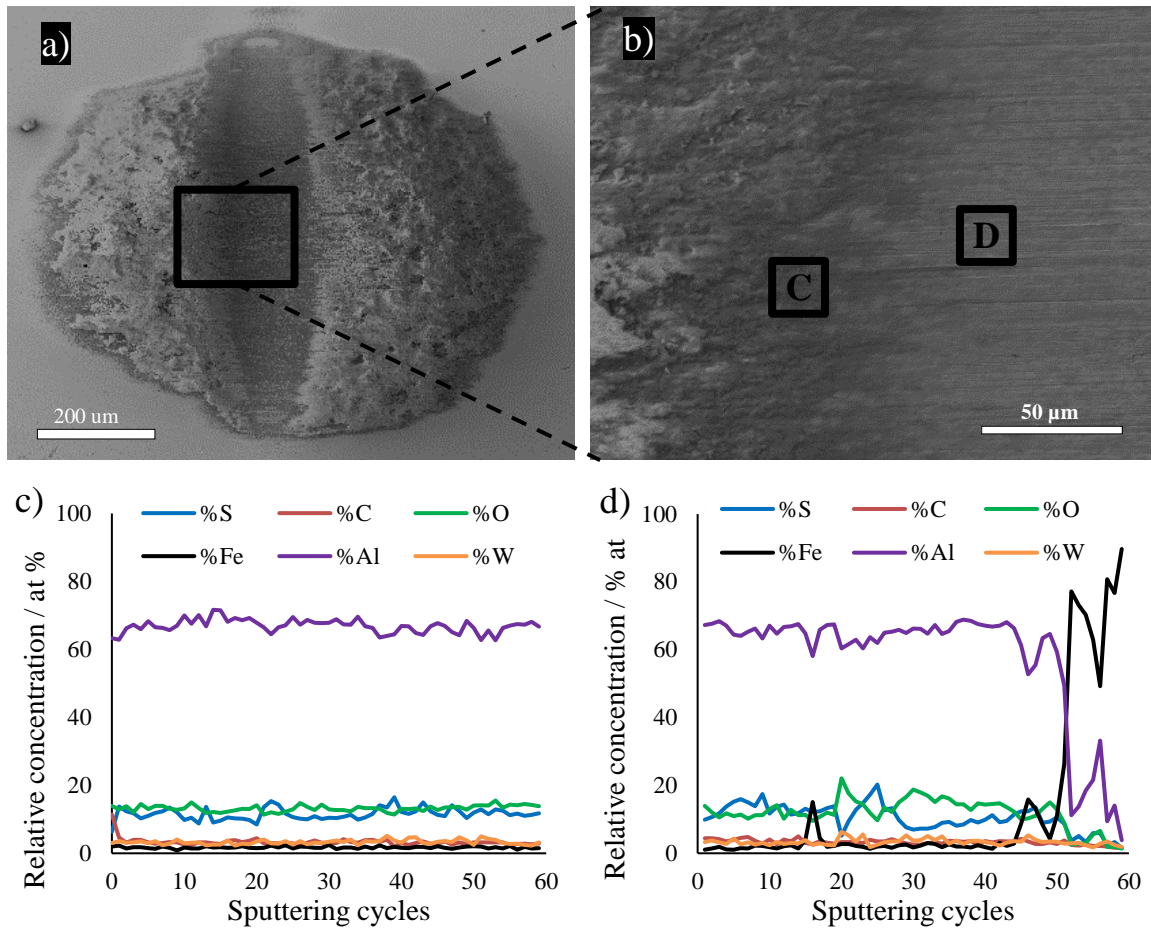 a)
200 um
b)
C
D
50 µm
c)
%S %C %O
%Fe %Al %W
100
80
60
40
20
0
0 10 20 30 40 50 60
Relative concentration / at %
Sputtering cycles
d)
%S %C %O
%Fe %Al %W
100
80
60
40
20
0
0 10 20 30 40 50 60
Relative concentration / % at
Sputtering cycles